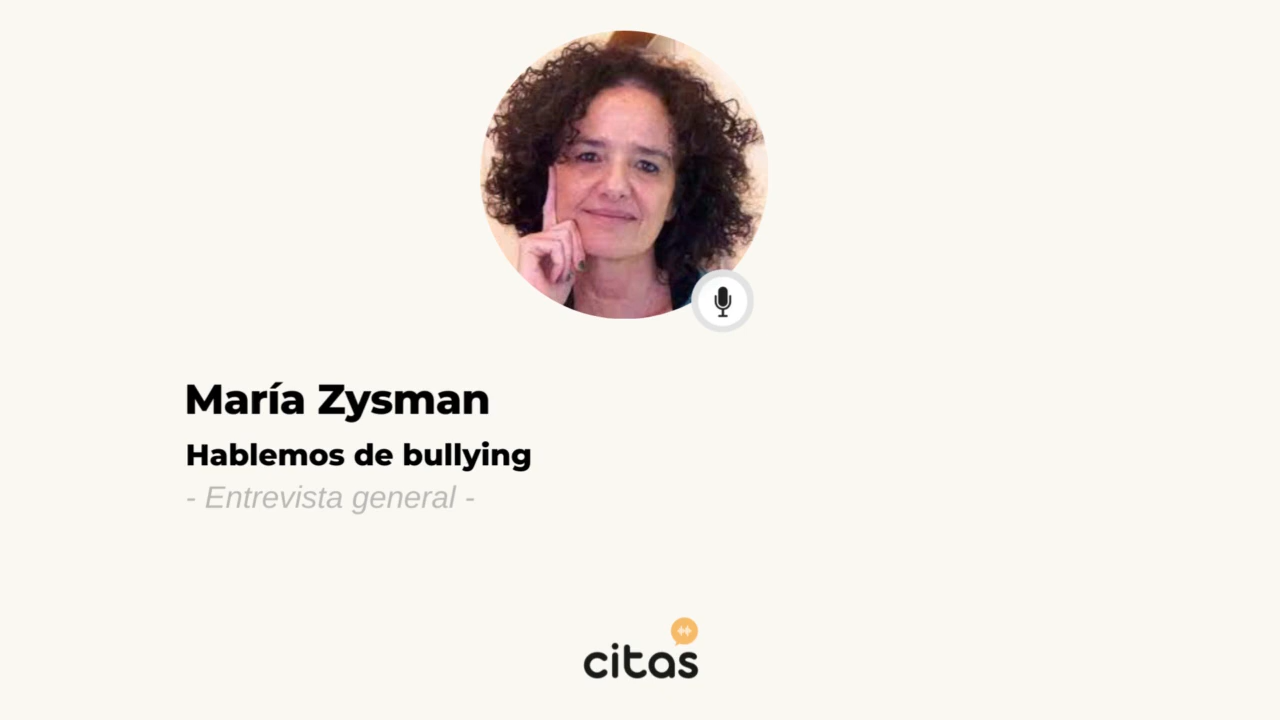 María Zysman
Hablemos de bullying
- Entrevista general -
citas